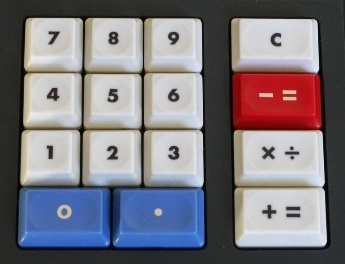 7 8 9 C
4 5 6 - =
1 2 3 × ÷
0 . + =